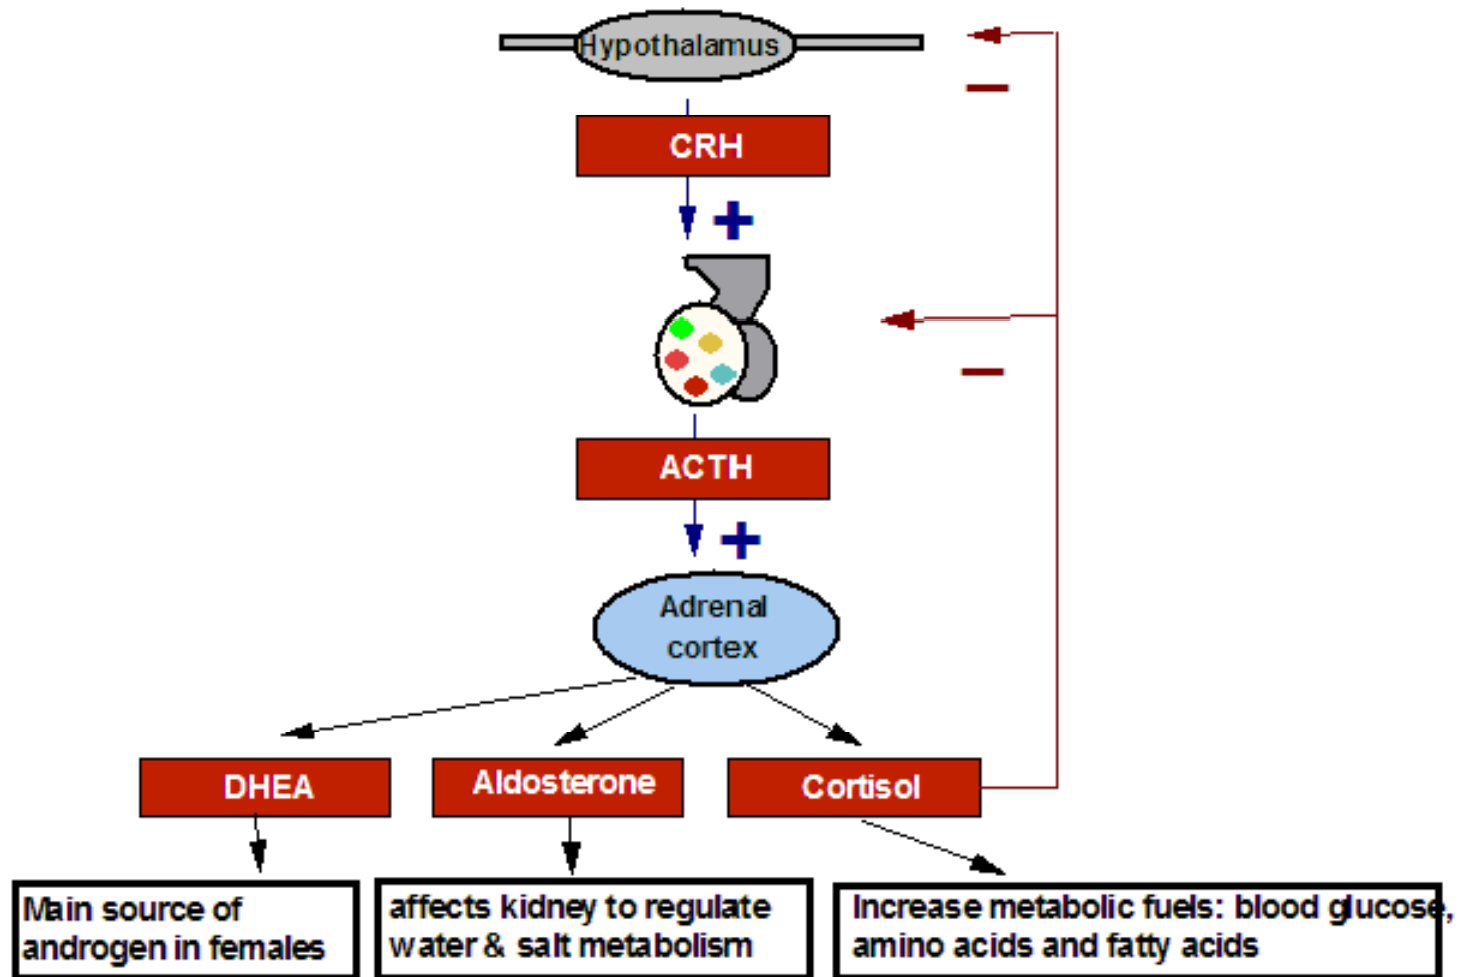 Hypothalamus
−
CRH
+
−
ACTH
+
Adrenal
cortex
DHEA
Aldosterone
Cortisol
Main source of
androgen in females
affects kidney to regulate
water & salt metabolism
Increase metabolic fuels: blood glucose,
amino acids and fatty acids